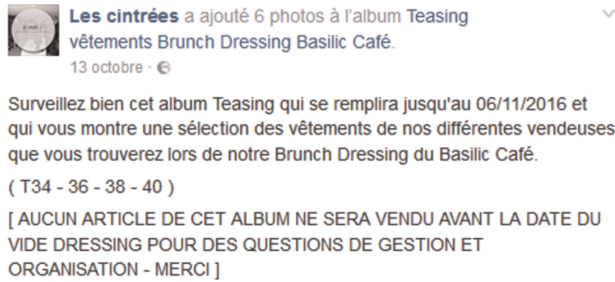 Les cintrées a ajouté 6 photos à l'album Teasing
vêtements Brunch Dressing Basilic Café.
13 octobre ·
Surveillez bien cet album Teasing qui se remplira jusqu'au 06/11/2016 et
qui vous montre une sélection des vêtements de nos différentes vendeuses
que vous trouverez lors de notre Brunch Dressing du Basilic Café.
( T34 - 36 - 38 - 40 )
[ AUCUN ARTICLE DE CET ALBUM NE SERA VENDU AVANT LA DATE DU
VIDE DRESSING POUR DES QUESTIONS DE GESTION ET
ORGANISATION - MERCI ]